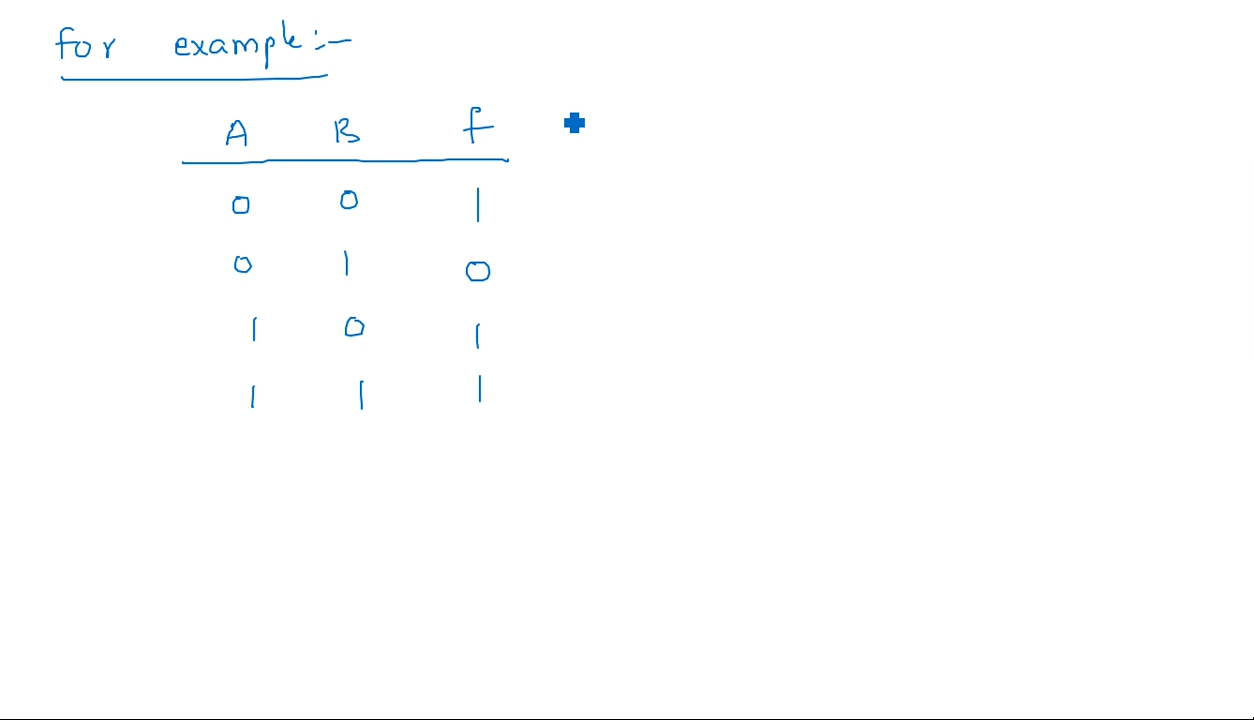 for example:-
A B f
0 0 1
0 1 0
1 0 1
1 1 1